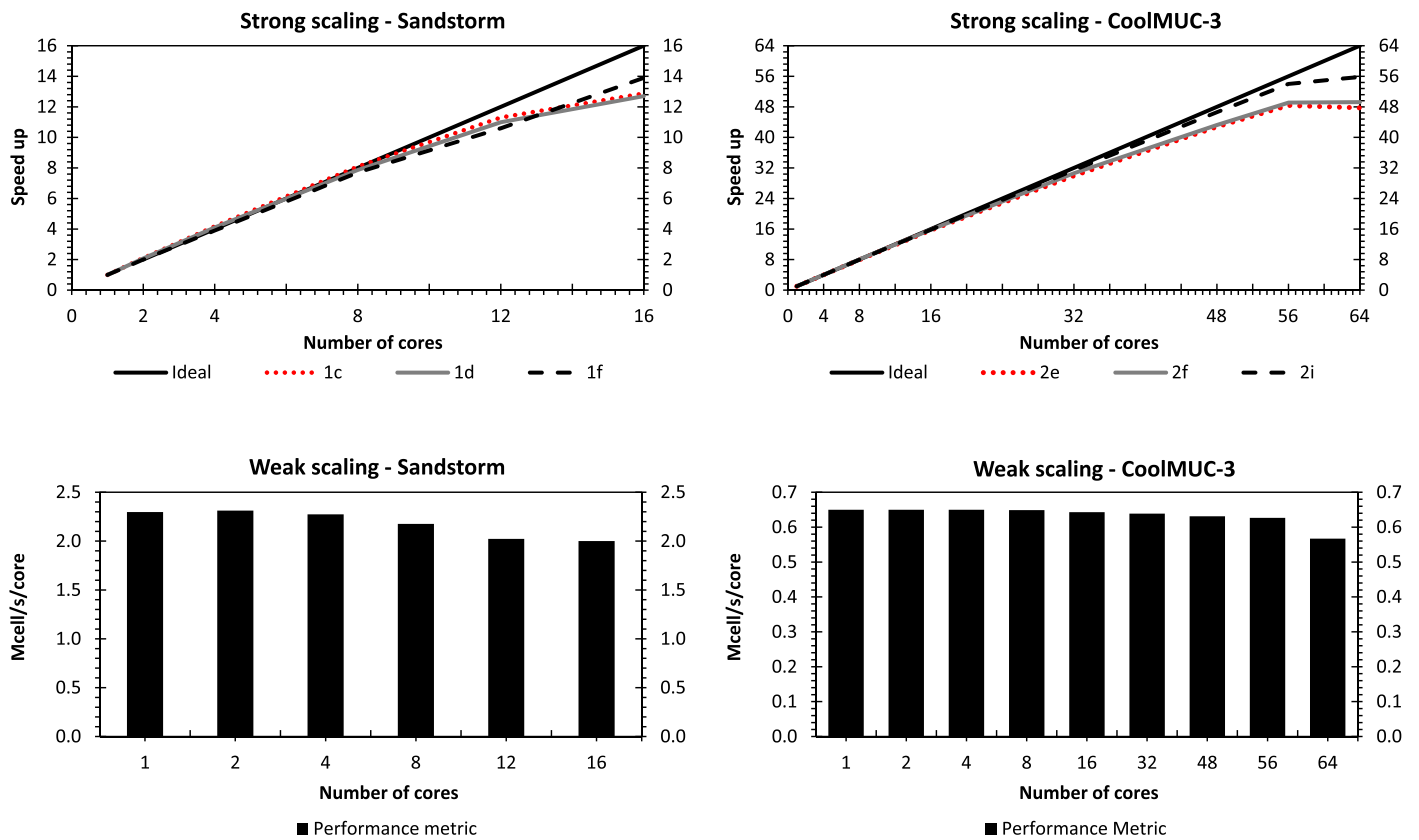 Strong scaling - Sandstorm
16 14 12 10 8 6 4 2 0
Speed up
16 14 12 10 8 6 4 2 0
0 2 4 8 12 16
Number of cores
Ideal 1c 1d 1f
Strong scaling - CoolMUC-3
64 56 48 40 32 24 16 8 0
Speed up
64 56 48 40 32 24 16 8 0
0 4 8 16 32 48 56 64
Number of cores
Ideal 2e 2f 2i
Weak scaling - Sandstorm
2.5 2.0 1.5 1.0 0.5 0.0
Mcell/s/core
2.5 2.0 1.5 1.0 0.5 0.0
1 2 4 8 12 16
Number of cores
Performance metric
Weak scaling - CoolMUC-3
0.7 0.6 0.5 0.4 0.3 0.2 0.1 0.0
Mcell/s/core
0.7 0.6 0.5 0.4 0.3 0.2 0.1 0.0
1 2 4 8 16 32 48 56 64
Number of cores
Performance Metric